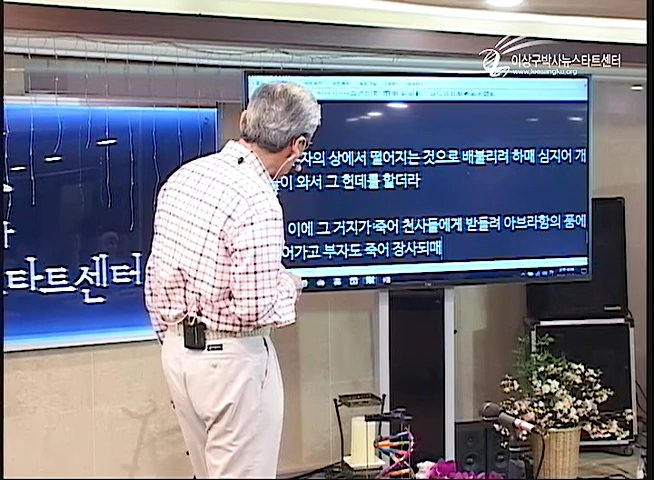 이상구박사뉴스타트센터
www.leesangku.org
자의 상에서 떨어지는 것으로 배불리려 하매 심지어 개
이 와서 그 헌데를 핥더라
이에 그 거지가 죽어 천사들에게 받들려 아브라함의 품에
어가고 부자도 죽어 장사되매
타트센터